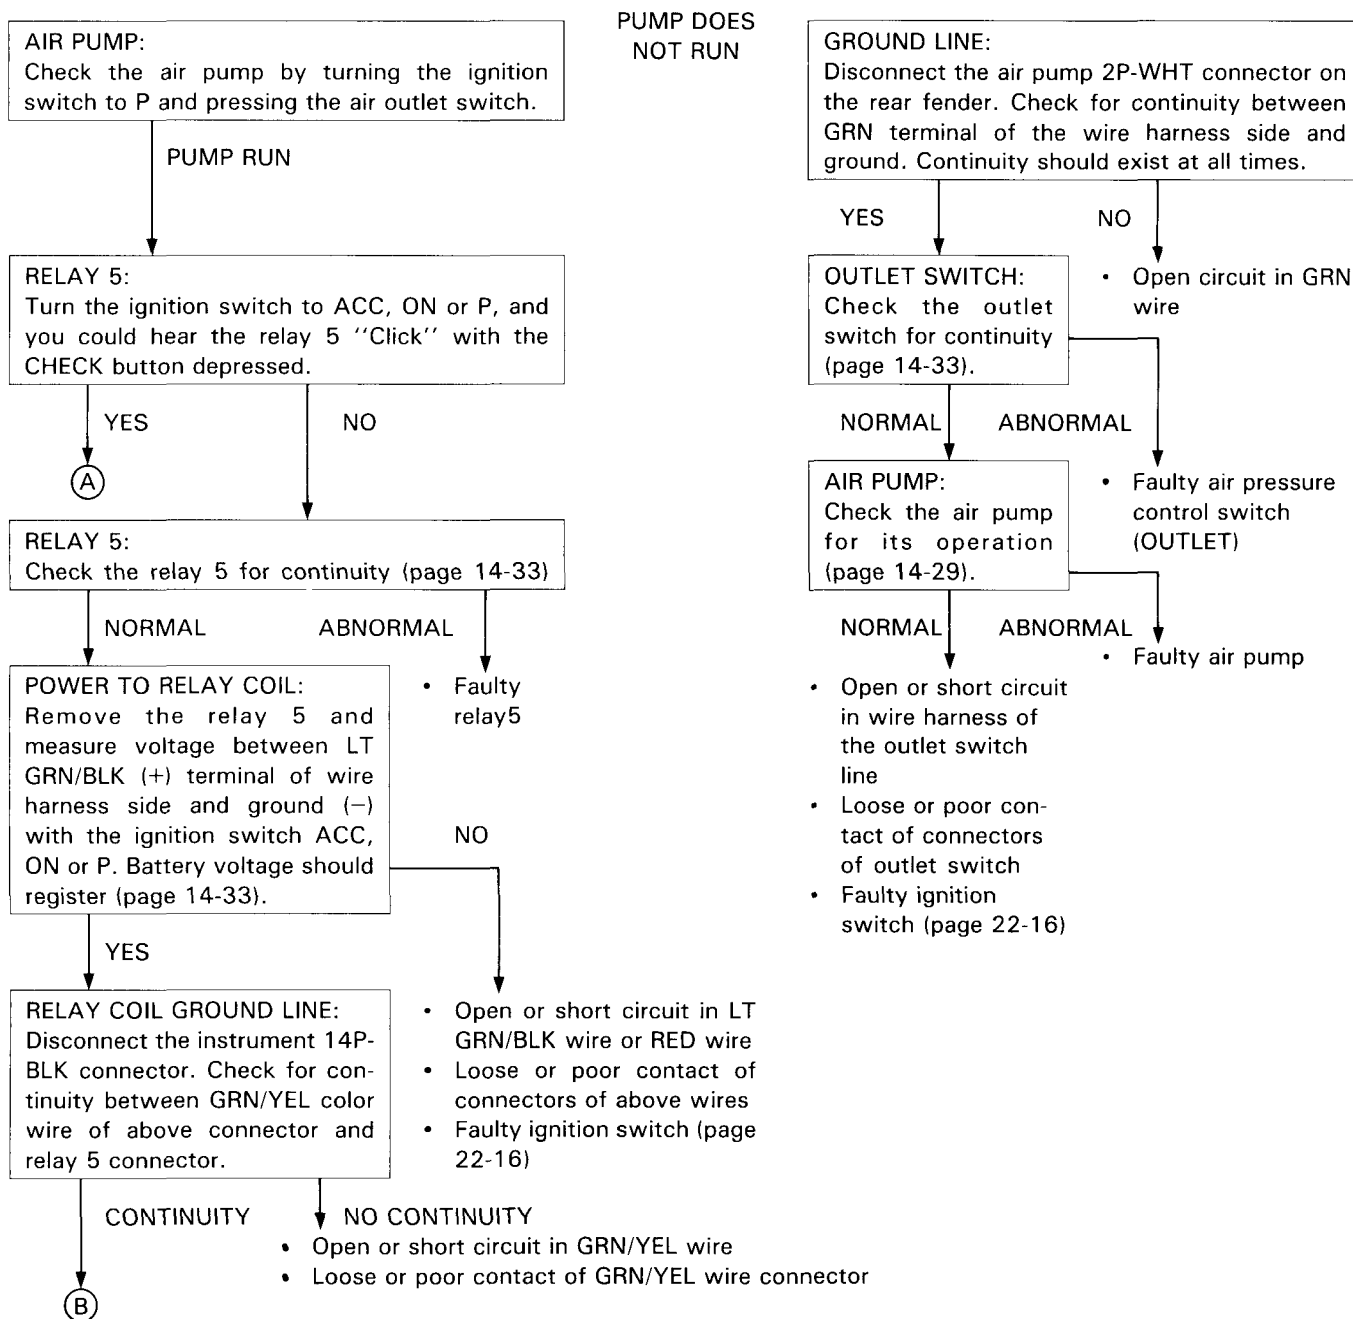 PUMP DOES
NOT RUN
AIR PUMP:
Check the air pump by turning the ignition
switch to P and pressing the air outlet switch.
PUMP RUN
RELAY 5:
Turn the ignition switch to ACC, ON or P, and
you could hear the relay 5 ''Click'' with the
CHECK button depressed.
YES
NO
A
RELAY 5:
Check the relay 5 for continuity (page 14-33)
NORMAL
ABNORMAL
POWER TO RELAY COIL:
Remove the relay 5 and
measure voltage between LT
GRN/BLK (+) terminal of wire
harness side and ground (−)
with the ignition switch ACC,
ON or P. Battery voltage should
register (page 14-33).
• Faulty
relay5
NO
YES
RELAY COIL GROUND LINE:
Disconnect the instrument 14P-
BLK connector. Check for con-
tinuity between GRN/YEL color
wire of above connector and
relay 5 connector.
• Open or short circuit in LT
GRN/BLK wire or RED wire
• Loose or poor contact of
connectors of above wires
• Faulty ignition switch (page
22-16)
CONTINUITY
NO CONTINUITY
• Open or short circuit in GRN/YEL wire
• Loose or poor contact of GRN/YEL wire connector
B
GROUND LINE:
Disconnect the air pump 2P-WHT connector on
the rear fender. Check for continuity between
GRN terminal of the wire harness side and
ground. Continuity should exist at all times.
YES
NO
OUTLET SWITCH:
Check the outlet
switch for continuity
(page 14-33).
• Open circuit in GRN
wire
NORMAL
ABNORMAL
AIR PUMP:
Check the air pump
for its operation
(page 14-29).
• Faulty air pressure
control switch
(OUTLET)
NORMAL
ABNORMAL
• Faulty air pump
• Open or short circuit
in wire harness of
the outlet switch
line
• Loose or poor con-
tact of connectors
of outlet switch
• Faulty ignition
switch (page 22-16)